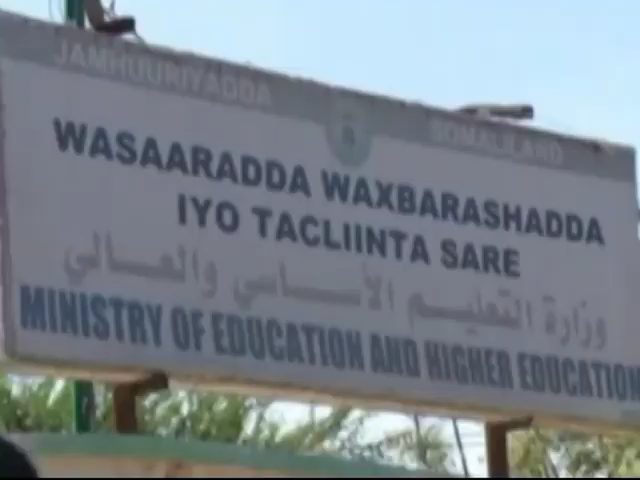 JAMHUURIYADDA SOMALILAND
WASAARADDA WAXBARASHADDA
IYO TACLIINTA SARE
وزارة التعليم الأساسي والعالي
MINISTRY OF EDUCATION AND HIGHER EDUCATION